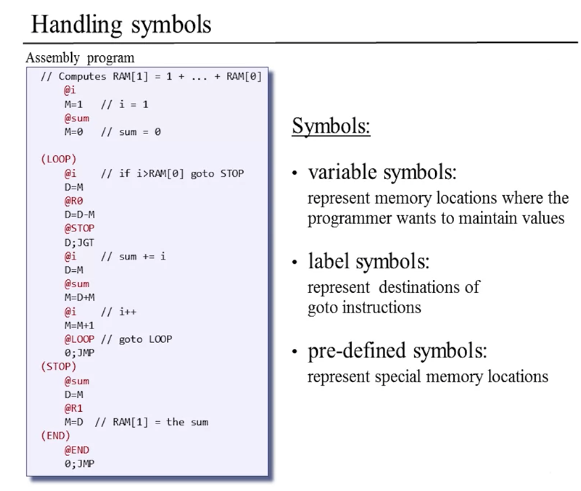 Handling symbols
Assembly program
// Computes RAM[1] = 1 + ... + RAM[0]
@i
M=1 // i = 1
@sum
M=0 // sum = 0
(LOOP)
@i // if i>RAM[0] goto STOP
D=M
@R0
D=D-M
@STOP
D;JGT
@i // sum += i
D=M
@sum
M=D+M
@i // i++
M=M+1
@LOOP // goto LOOP
0;JMP
(STOP)
@sum
D=M
@R1
M=D // RAM[1] = the sum
(END)
@END
0;JMP
Symbols:
• variable symbols:
represent memory locations where the
programmer wants to maintain values
• label symbols:
represent destinations of
goto instructions
• pre-defined symbols:
represent special memory locations